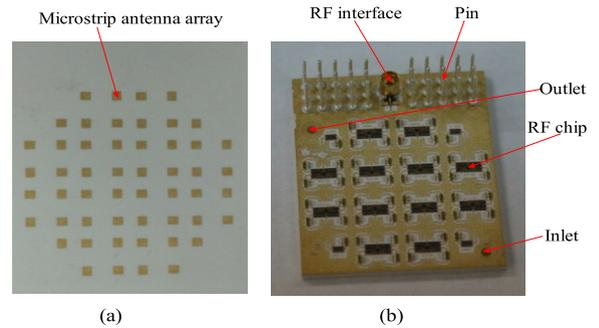 RF interface Pin
Microstrip antenna array
Outlet
RF chip
Inlet
(a) (b)